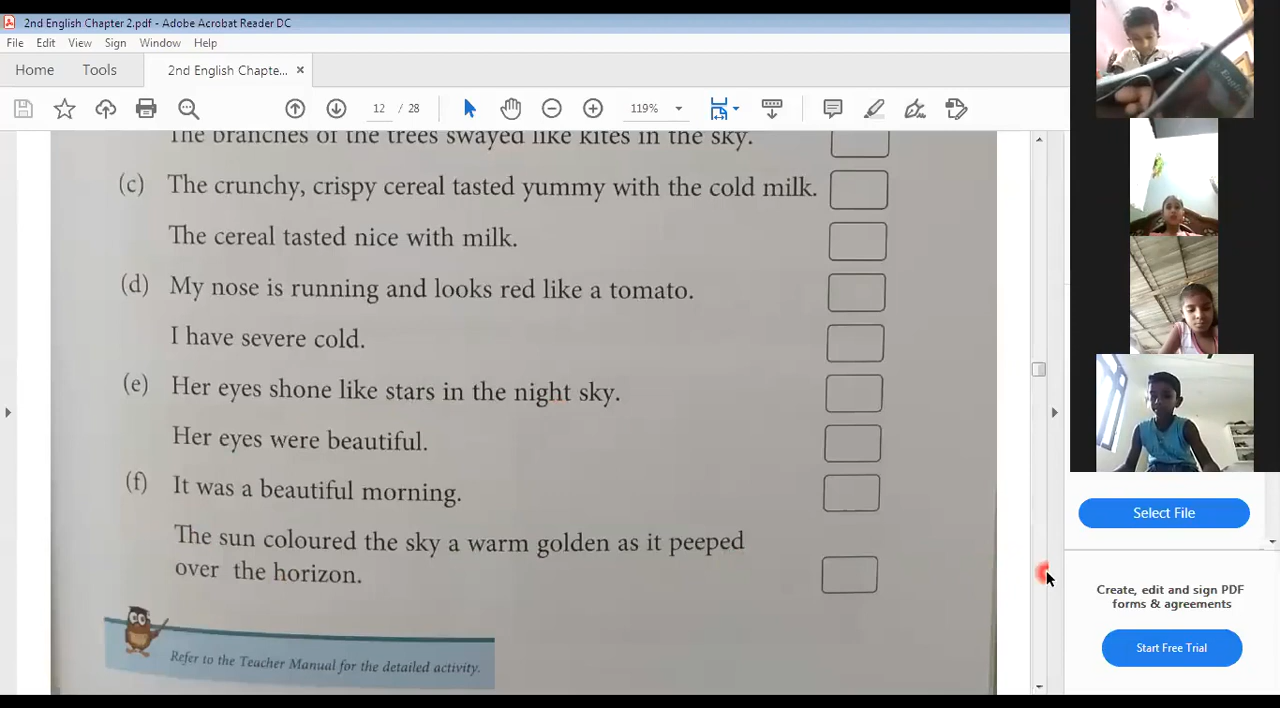 2nd English Chapter 2.pdf - Adobe Acrobat Reader DC
File Edit View Sign Window Help
Home Tools 2nd English Chapte... ×
12 / 28 119%
The branches of the trees swayed like kites in the sky.
(c) The crunchy, crispy cereal tasted yummy with the cold milk.
The cereal tasted nice with milk.
(d) My nose is running and looks red like a tomato.
I have severe cold.
(e) Her eyes shone like stars in the night sky.
Her eyes were beautiful.
(f) It was a beautiful morning.
The sun coloured the sky a warm golden as it peeped
over the horizon.
Refer to the Teacher Manual for the detailed activity.
English
Select File
Create, edit and sign PDF
forms & agreements
Start Free Trial